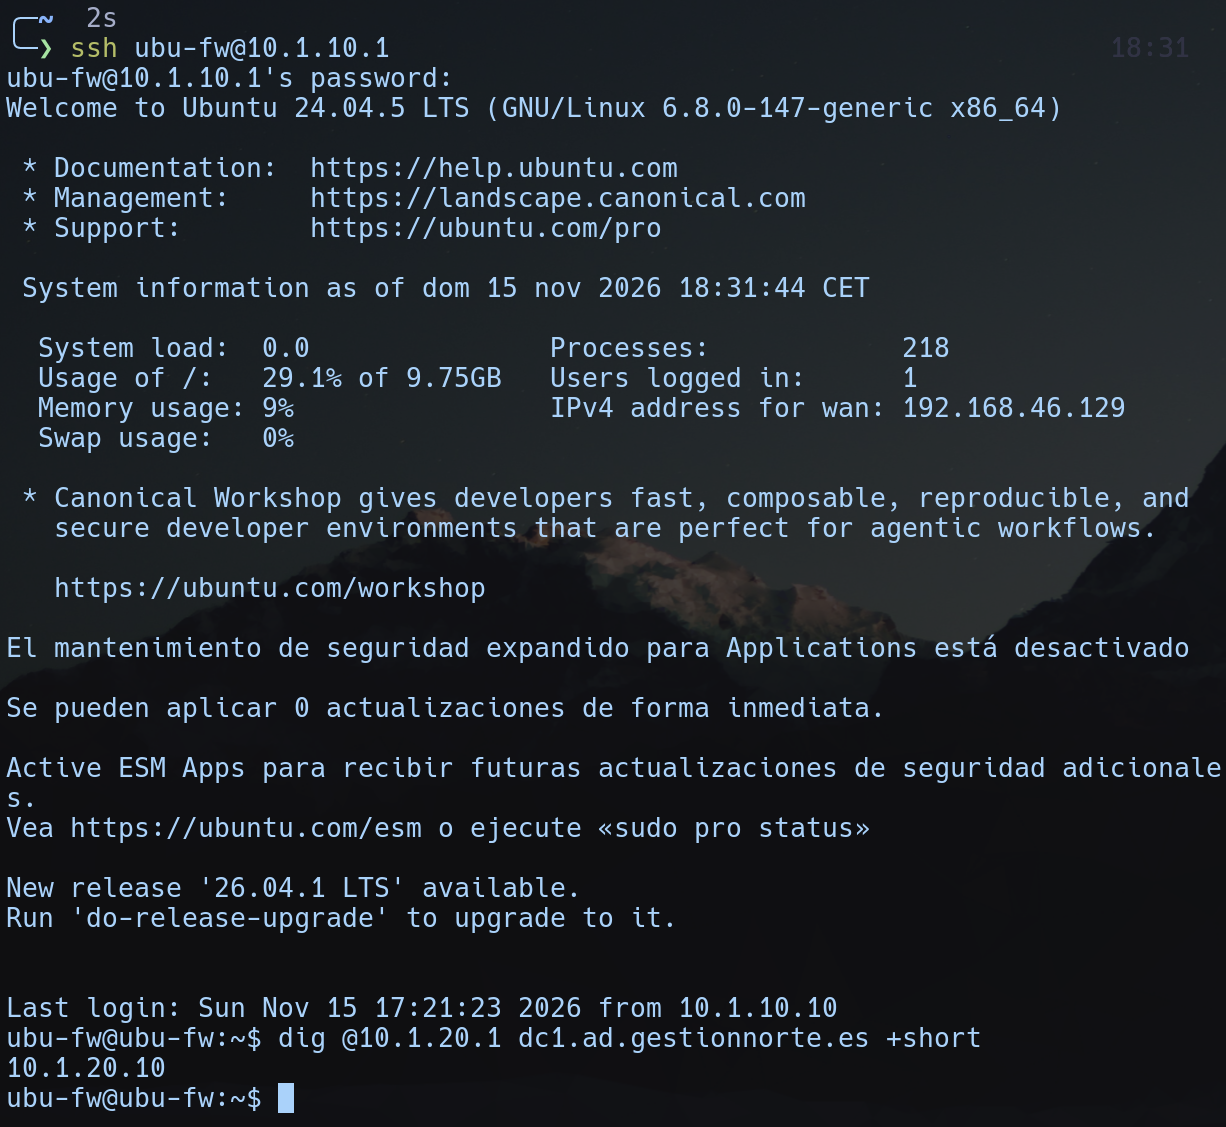 ~  2s
❯ ssh ubu-fw@10.1.10.1 18:31
ubu-fw@10.1.10.1's password:
Welcome to Ubuntu 24.04.5 LTS (GNU/Linux 6.8.0-147-generic x86_64)
* Documentation:  https://help.ubuntu.com
* Management:     https://landscape.canonical.com
* Support:        https://ubuntu.com/pro
System information as of dom 15 nov 2026 18:31:44 CET
System load:  0.0               Processes:            218
Usage of /:   29.1% of 9.75GB   Users logged in:      1
Memory usage: 9%                IPv4 address for wan: 192.168.46.129
Swap usage:   0%
* Canonical Workshop gives developers fast, composable, reproducible, and
secure developer environments that are perfect for agentic workflows.
https://ubuntu.com/workshop
El mantenimiento de seguridad expandido para Applications está desactivado
Se pueden aplicar 0 actualizaciones de forma inmediata.
Active ESM Apps para recibir futuras actualizaciones de seguridad adicionale
s.
Vea https://ubuntu.com/esm o ejecute «sudo pro status»
New release '26.04.1 LTS' available.
Run 'do-release-upgrade' to upgrade to it.
Last login: Sun Nov 15 17:21:23 2026 from 10.1.10.10
ubu-fw@ubu-fw:~$ dig @10.1.20.1 dc1.ad.gestionnorte.es +short
10.1.20.10
ubu-fw@ubu-fw:~$